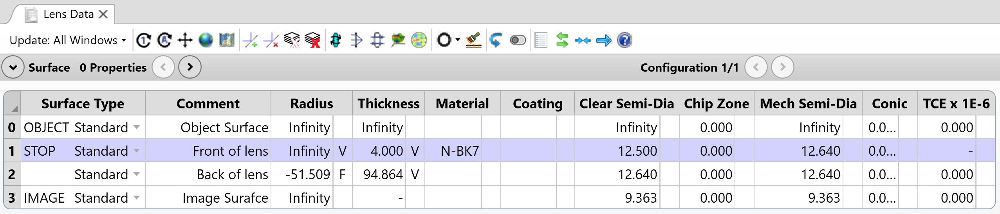 Lens Data
Update: All Windows
Surface 0 Properties Configuration 1/1
Surface Type Comment Radius Thickness Material Coating Clear Semi-Dia Chip Zone Mech Semi-Dia Conic TCE x 1E-6
0 OBJECT Standard Object Surface Infinity Infinity Infinity 0.000 Infinity 0.0... 0.000
1 STOP Standard Front of lens Infinity V 4.000 V N-BK7 12.500 0.000 12.640 0.0... -
2 Standard Back of lens -51.509 F 94.864 V 12.640 0.000 12.640 0.0... 0.000
3 IMAGE Standard Image Surafce Infinity - 9.363 0.000 9.363 0.0... 0.000